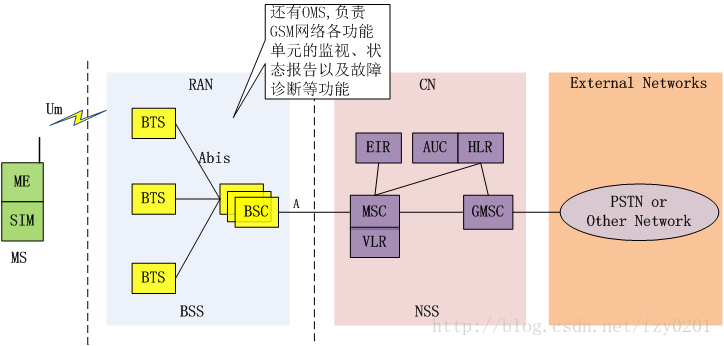 还有OMS,负责
GSM网络各功能
单元的监视、状
态报告以及故障
诊断等功能
RAN
CN
External Networks
Um
BTS
EIR
AUC
HLR
Abis
ME
BTS
BSC
A
MSC
GMSC
PSTN or
Other Network
SIM
VLR
MS
BTS
BSS
NSS
http://blog.csdn.net/fzy0201